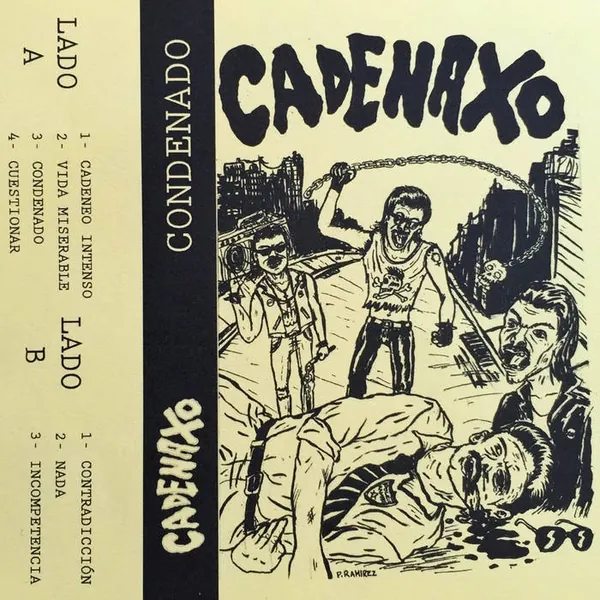 LADO
A
1- CADENEO INTENSO
2- VIDA MISERABLE
3- CONDENADO
4- CUESTIONAR
LADO
B
1- CONTRADICCIÓN
2- NADA
3- INCOMPETENCIA
CONDENADO
CADENAXO
CADENAXO
P. RAMIREZ